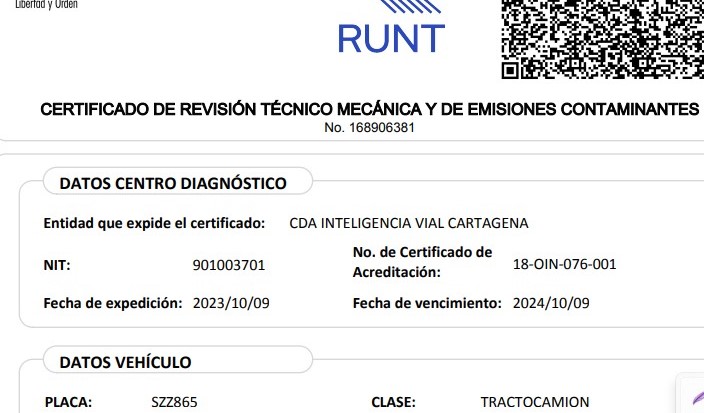 Libertad y Orden
RUNT
CERTIFICADO DE REVISIÓN TÉCNICO MECÁNICA Y DE EMISIONES CONTAMINANTES
No. 168906381
DATOS CENTRO DIAGNÓSTICO
Entidad que expide el certificado: CDA INTELIGENCIA VIAL CARTAGENA
NIT: 901003701 No. de Certificado de Acreditación: 18-OIN-076-001
Fecha de expedición: 2023/10/09 Fecha de vencimiento: 2024/10/09
DATOS VEHÍCULO
PLACA: SZZ865 CLASE: TRACTOCAMION